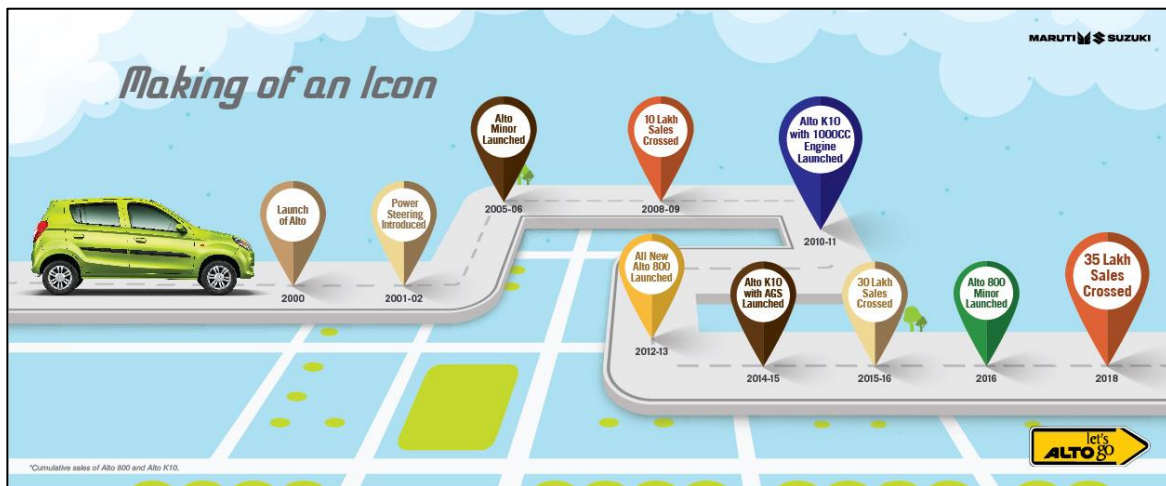 MARUTI SUZUKI
Making of an Icon
Launch
of Alto
2000
Power
Steering
Introduced
2001-02
Alto
Minor
Launched
2005-06
10 Lakh
Sales
Crossed
2008-09
Alto K10
with 1000CC
Engine
Launched
2010-11
All New
Alto 800
Launched
2012-13
Alto K10
with AGS
Launched
2014-15
30 Lakh
Sales
Crossed
2015-16
Alto 800
Minor
Launched
2016
35 Lakh
Sales
Crossed
2018
let's
ALTO go
*Cumulative sales of Alto 800 and Alto K10.